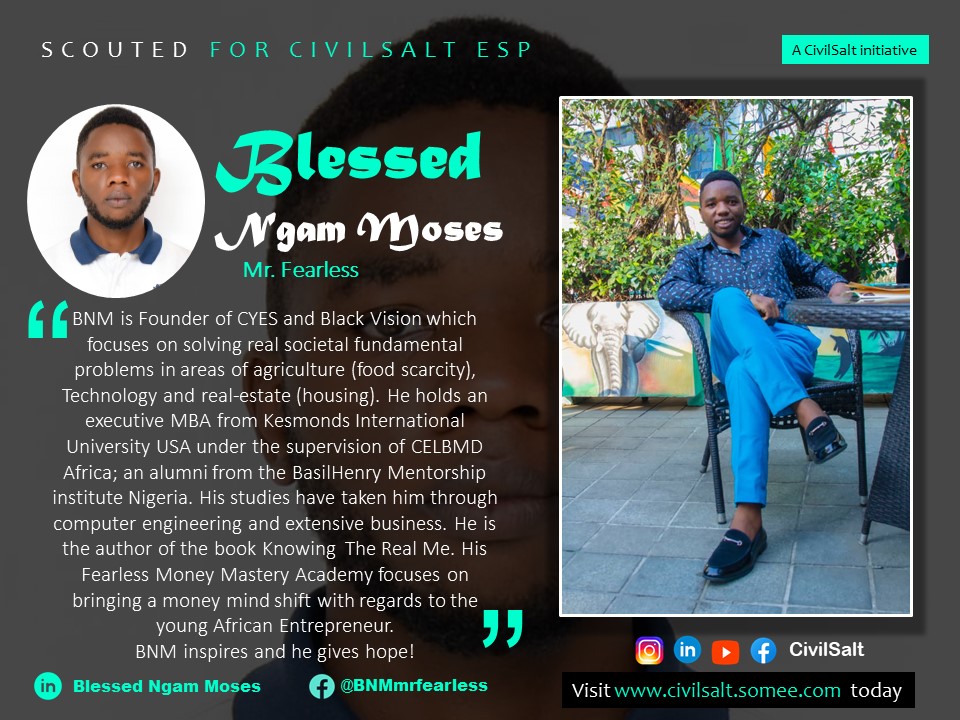 SCOUTED FOR CIVILSALT ESP
A CivilSalt initiative
Blessed
Ngam Moses
Mr. Fearless
“ BNM is Founder of CYES and Black Vision which
focuses on solving real societal fundamental
problems in areas of agriculture (food scarcity),
Technology and real-estate (housing). He holds an
executive MBA from Kesmonds International
University USA under the supervision of CELBMD
Africa; an alumni from the BasilHenry Mentorship
institute Nigeria. His studies have taken him through
computer engineering and extensive business. He is
the author of the book Knowing The Real Me. His
Fearless Money Mastery Academy focuses on
bringing a money mind shift with regards to the
young African Entrepreneur.
BNM inspires and he gives hope! ”
Blessed Ngam Moses
@BNMmrfearless
CivilSalt
Visit www.civilsalt.somee.com today